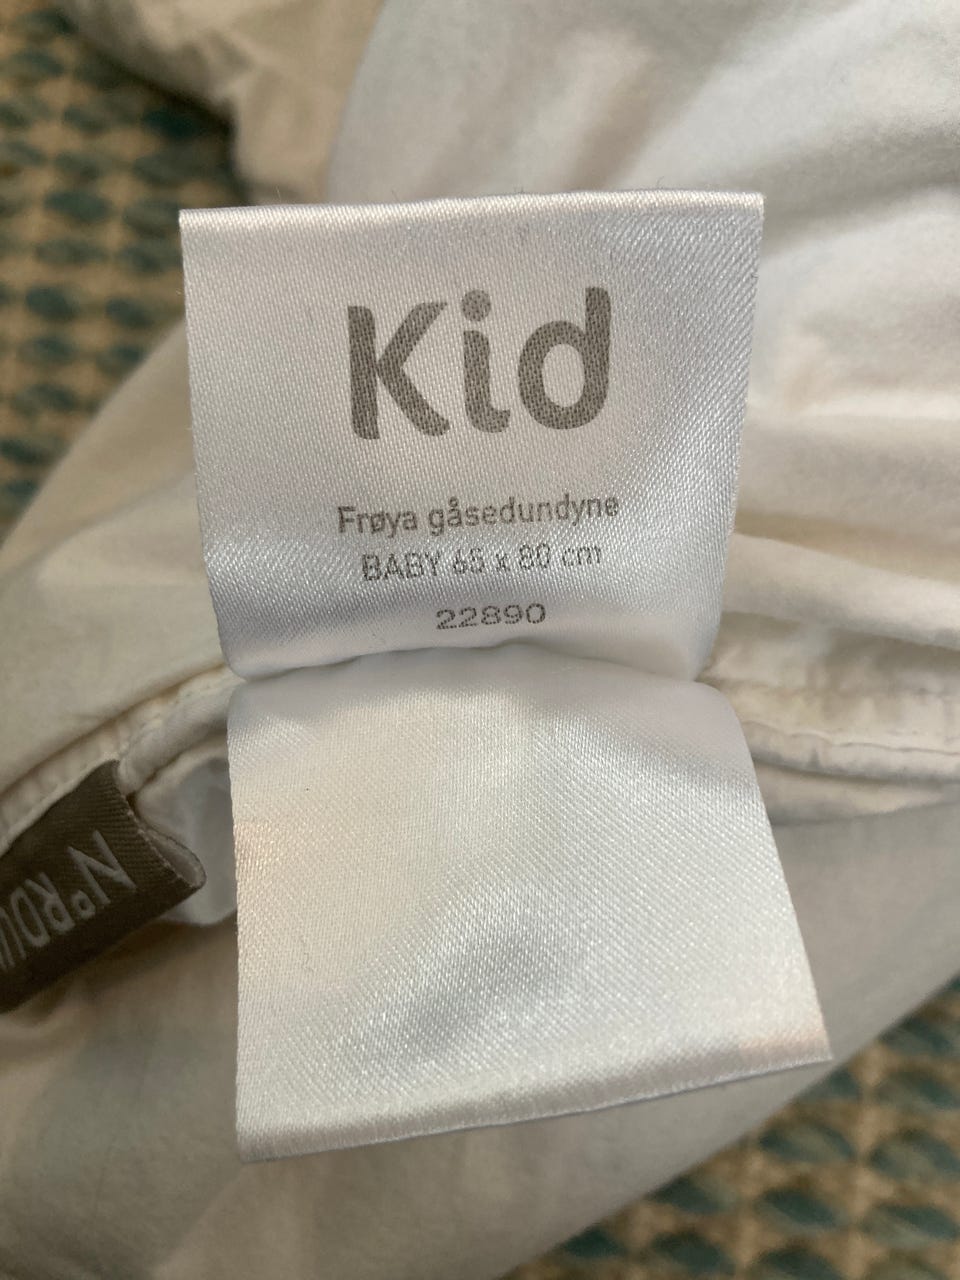 Kid
Frøya gåsedundyne
BABY 65 x 80 cm
22890